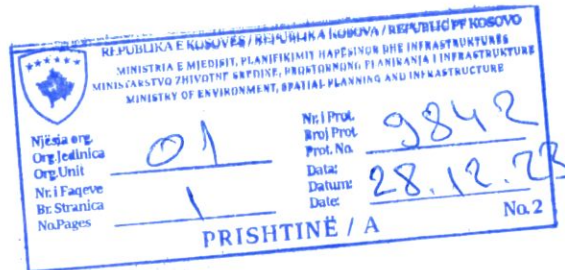 REPUBLIKA E KOSOVËS / REPUBLIKA KOSOVA / REPUBLIC OF KOSOVO
MINISTRIA E MJEDISIT, PLANIFIKIMIT HAPËSINOR DHE INFRASTRUKTURËS
MINISTARSTVO ŽIVOTNE SREDINE, PROSTORNOG PLANIRANJA I INFRASTRUKTURE
MINISTRY OF ENVIRONMENT, SPATIAL PLANNING AND INFRASTRUCTURE
Njësia org.
Org.Jedinica
Org.Unit
01
Nr. i Faqeve
Br. Stranica
No.Pages
1
Nr. i Prot.
Broj Prot.
Prot. No.
9842
Data:
Datum:
Date:
28.12.23
PRISHTINË / A
No.2